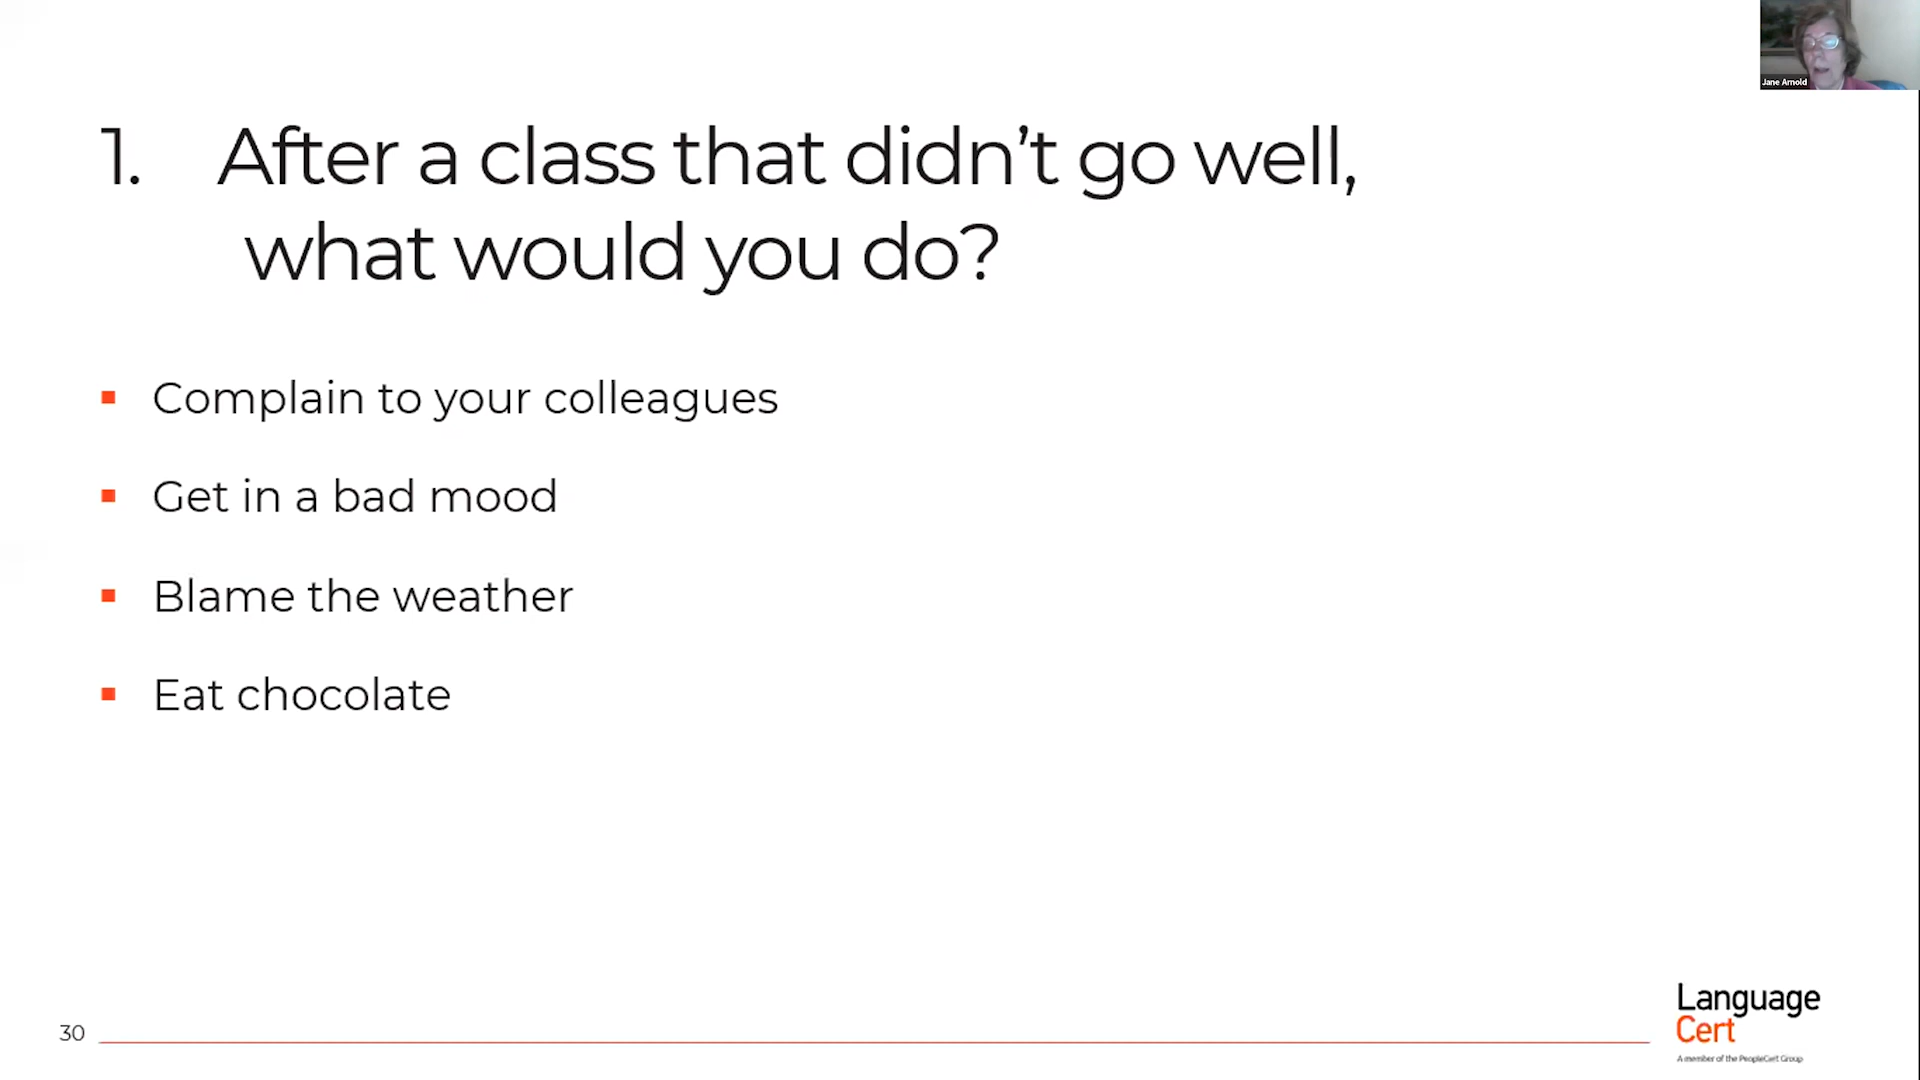 Jane Arnold
1. After a class that didn’t go well,
what would you do?
▪ Complain to your colleagues
▪ Get in a bad mood
▪ Blame the weather
▪ Eat chocolate
30
Language
Cert
A member of the PeopleCert Group